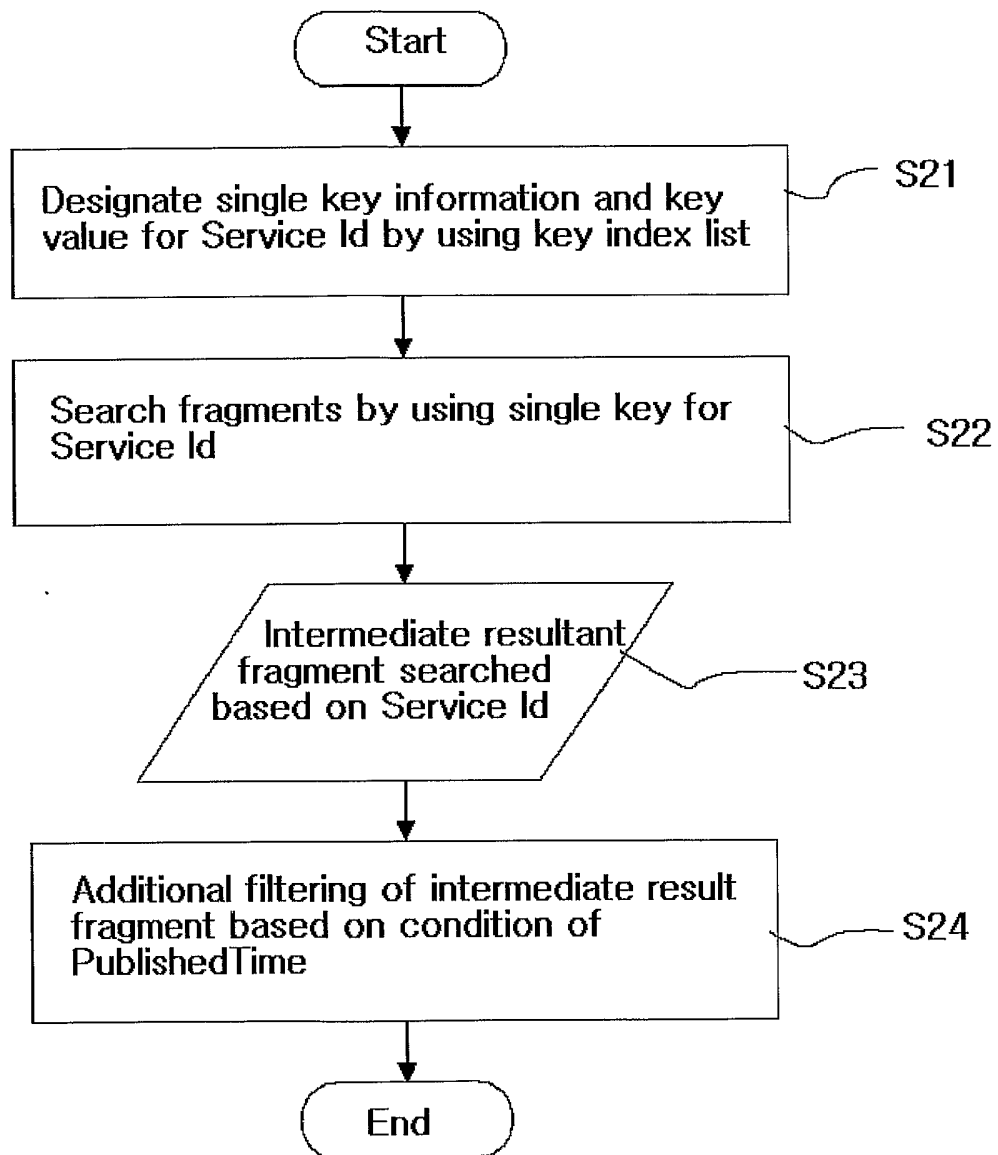 Start
Designate single key information and key
value for Service Id by using key index list
S21
Search fragments by using single key for
Service Id
S22
Intermediate resultant
fragment searched
based on Service Id
S23
Additional filtering of intermediate result
fragment based on condition of
PublishedTime
S24
End